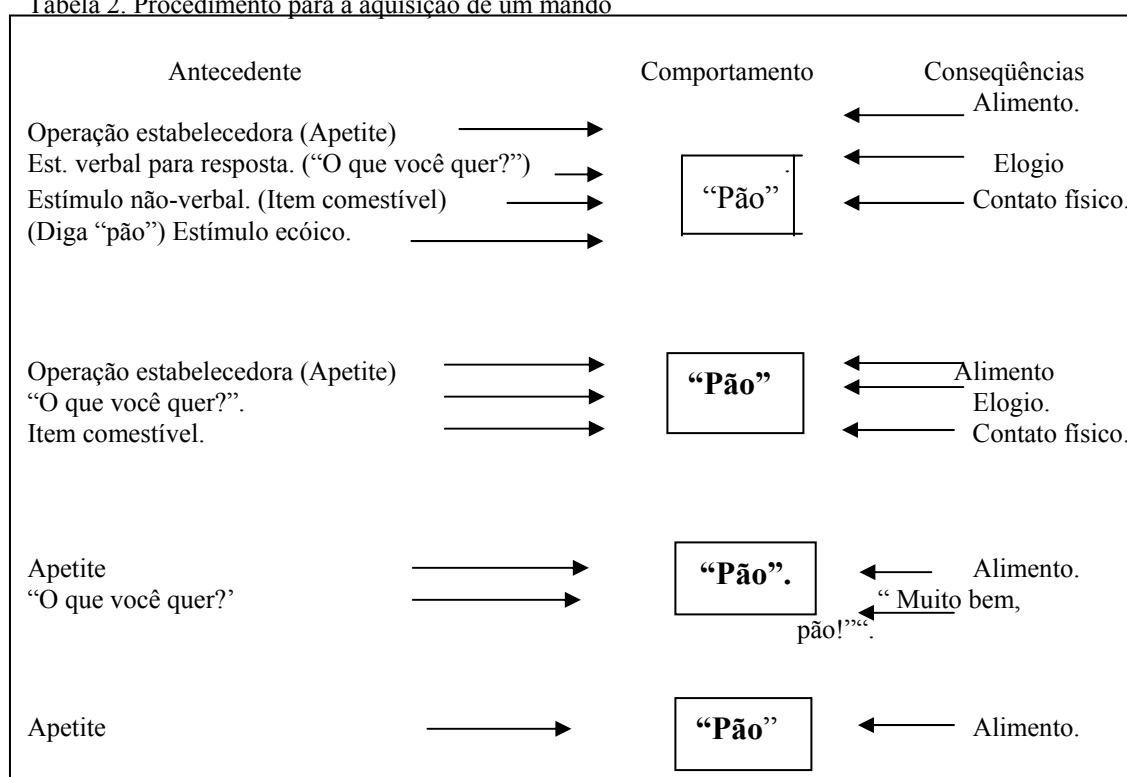 Tabela 2. Procedimento para a aquisição de um mando
Antecedente Comportamento Conseqüências
Alimento.
Operação estabelecedora (Apetite)
Est. verbal para resposta. (“O que você quer?”) . Elogio
Estímulo não-verbal. (Item comestível) “Pão” Contato físico.
(Diga “pão”) Estímulo ecóico.
Operação estabelecedora (Apetite) “Pão” Alimento
“O que você quer?”. Elogio.
Item comestível. Contato físico.
Apetite “Pão”. Alimento.
“O que você quer?’ “ Muito bem,
pão!”“.
Apetite “Pão” Alimento.